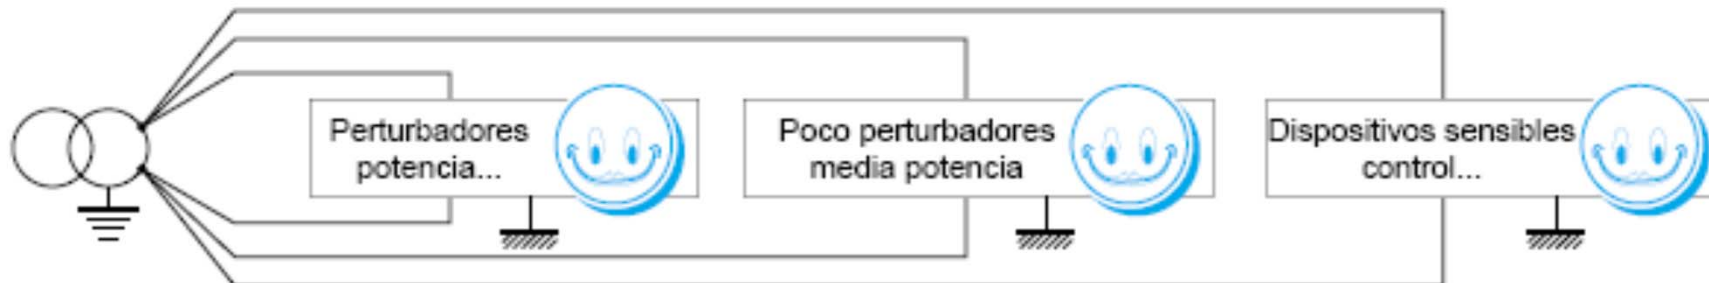 Perturbadores
potencia...
Poco perturbadores
media potencia
Dispositivos sensibles
control...